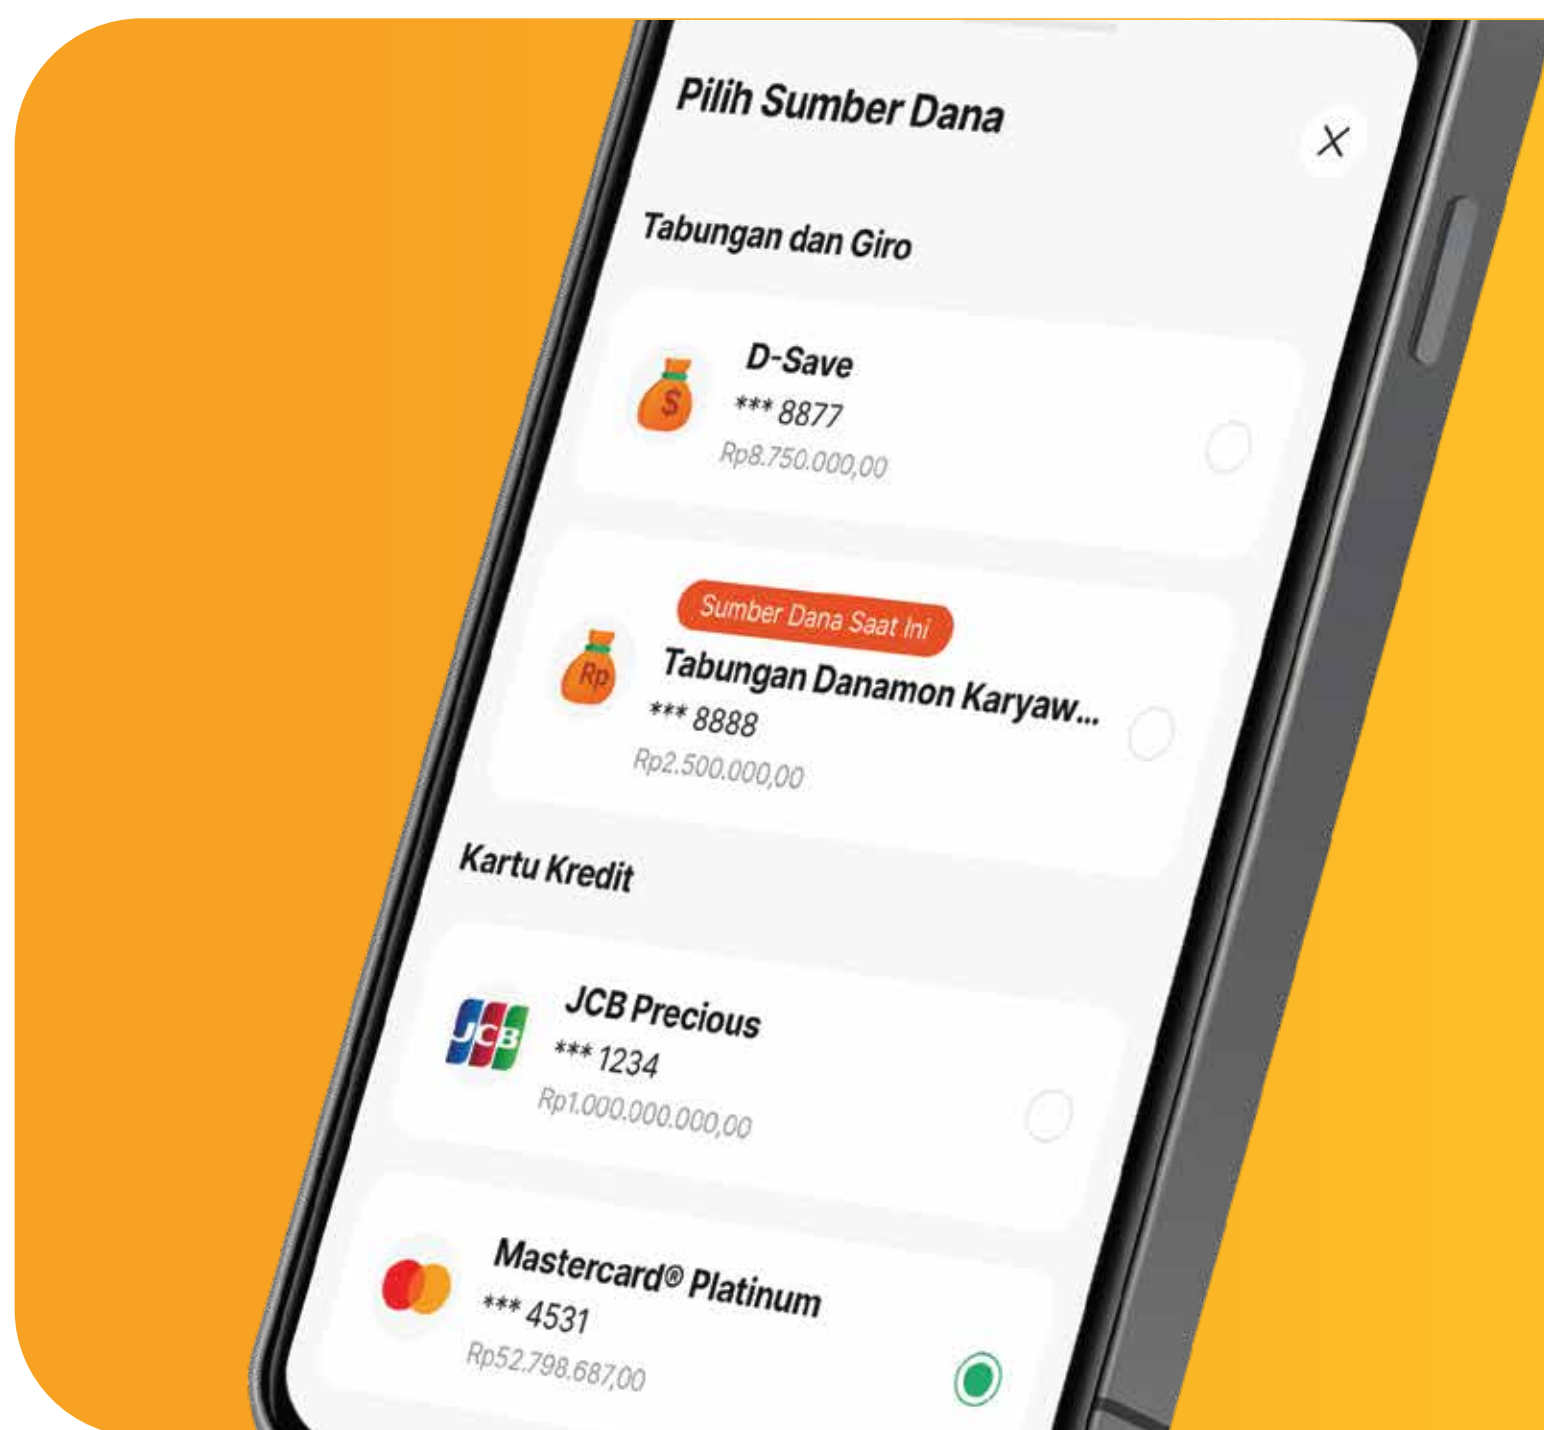 Pilih Sumber Dana
X
Tabungan dan Giro
$
D-Save
*** 8877
Rp8.750.000,00
Sumber Dana Saat Ini
Rp
Tabungan Danamon Karyaw...
*** 8888
Rp2.500.000,00
Kartu Kredit
JCB
JCB Precious
*** 1234
Rp1.000.000.000,00
Mastercard® Platinum
*** 4531
Rp52.798.687,00